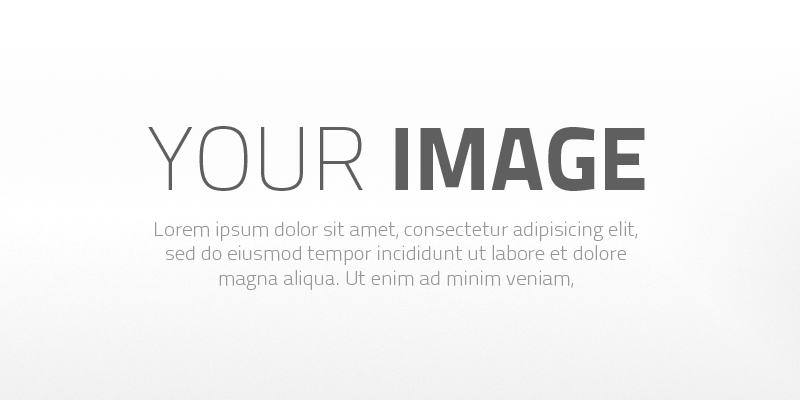 YOUR IMAGE
Lorem ipsum dolor sit amet, consectetur adipisicing elit,
sed do eiusmod tempor incididunt ut labore et dolore
magna aliqua. Ut enim ad minim veniam,